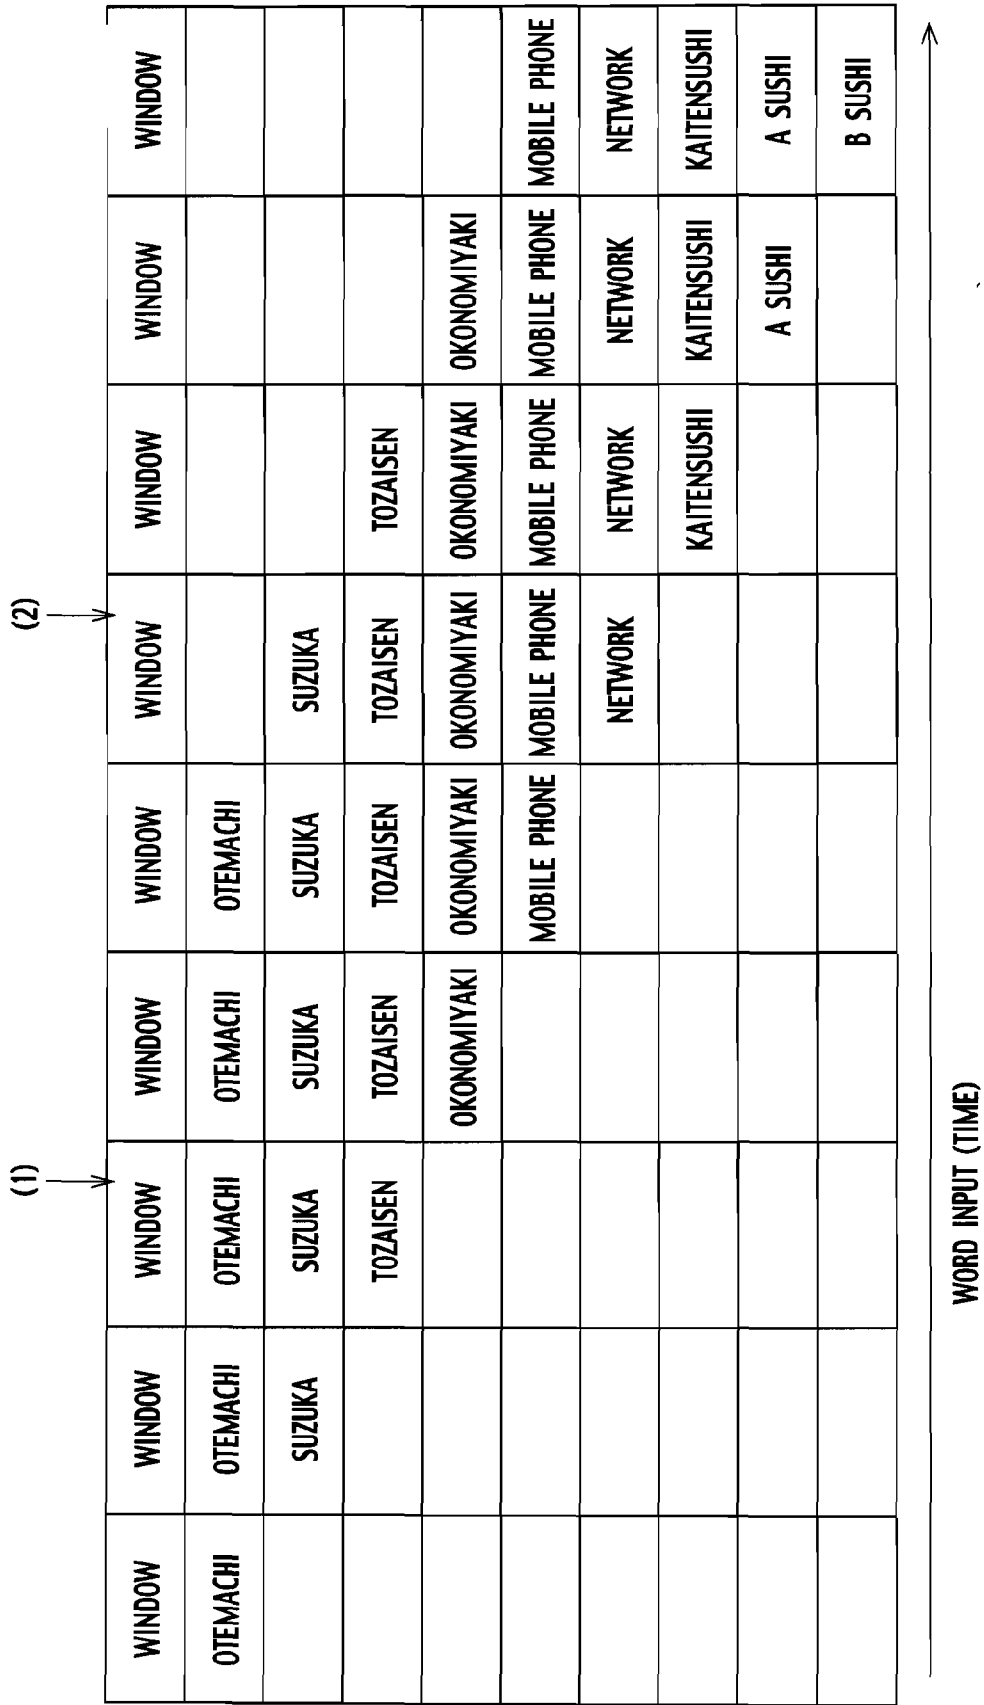 (1) (2)
WINDOW WINDOW WINDOW WINDOW WINDOW WINDOW WINDOW WINDOW WINDOW
OTEMACHI OTEMACHI OTEMACHI OTEMACHI OTEMACHI
SUZUKA SUZUKA SUZUKA SUZUKA SUZUKA
TOZAISEN TOZAISEN TOZAISEN TOZAISEN TOZAISEN
OKONOMIYAKI OKONOMIYAKI OKONOMIYAKI OKONOMIYAKI OKONOMIYAKI
MOBILE PHONE MOBILE PHONE MOBILE PHONE MOBILE PHONE MOBILE PHONE
NETWORK NETWORK NETWORK NETWORK
KAITENSUSHI KAITENSUSHI KAITENSUSHI
A SUSHI A SUSHI
B SUSHI
WORD INPUT (TIME)